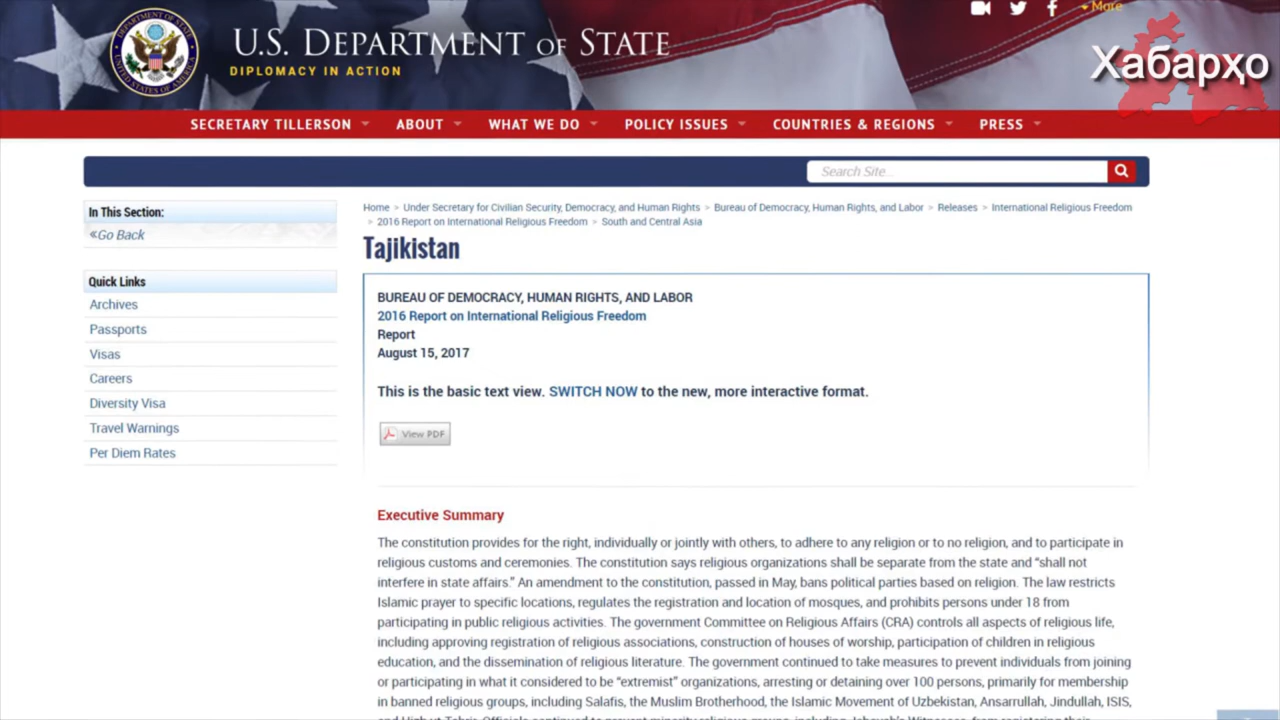 U.S. DEPARTMENT OF STATE
DIPLOMACY IN ACTION
More
Хабарҳо
SECRETARY TILLERSON ABOUT WHAT WE DO POLICY ISSUES COUNTRIES & REGIONS PRESS
Search Site...
In This Section:
«Go Back
Quick Links
Archives
Passports
Visas
Careers
Diversity Visa
Travel Warnings
Per Diem Rates
Home > Under Secretary for Civilian Security, Democracy, and Human Rights > Bureau of Democracy, Human Rights, and Labor > Releases > International Religious Freedom
> 2016 Report on International Religious Freedom > South and Central Asia
Tajikistan
BUREAU OF DEMOCRACY, HUMAN RIGHTS, AND LABOR
2016 Report on International Religious Freedom
Report
August 15, 2017
This is the basic text view. SWITCH NOW to the new, more interactive format.
View PDF
Executive Summary
The constitution provides for the right, individually or jointly with others, to adhere to any religion or to no religion, and to participate in
religious customs and ceremonies. The constitution says religious organizations shall be separate from the state and “shall not
interfere in state affairs.” An amendment to the constitution, passed in May, bans political parties based on religion. The law restricts
Islamic prayer to specific locations, regulates the registration and location of mosques, and prohibits persons under 18 from
participating in public religious activities. The government Committee on Religious Affairs (CRA) controls all aspects of religious life,
including approving registration of religious associations, construction of houses of worship, participation of children in religious
education, and the dissemination of religious literature. The government continued to take measures to prevent individuals from joining
or participating in what it considered to be “extremist” organizations, arresting or detaining over 100 persons, primarily for membership
in banned religious groups, including Salafis, the Muslim Brotherhood, the Islamic Movement of Uzbekistan, Ansarrullah, Jindullah, ISIS,